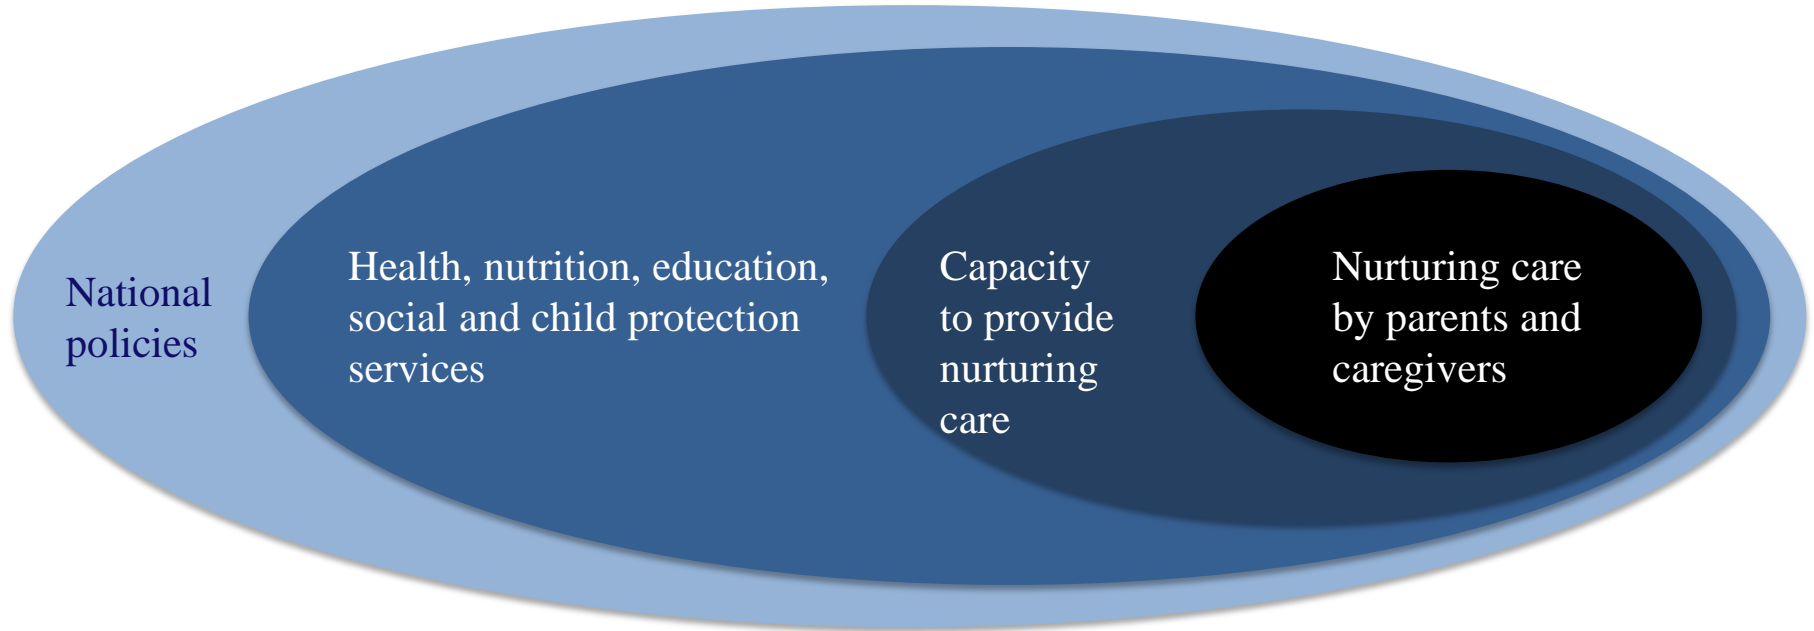 National
policies
Health, nutrition, education,
social and child protection
services
Capacity
to provide
nurturing
care
Nurturing care
by parents and
caregivers